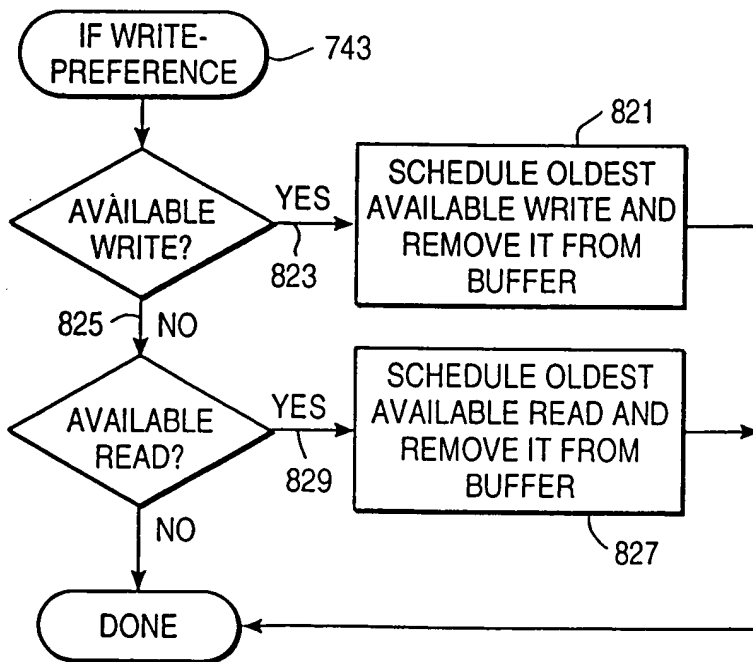 IF WRITE-
PREFERENCE
743
AVAILABLE
WRITE?
YES
823
821
SCHEDULE OLDEST
AVAILABLE WRITE AND
REMOVE IT FROM
BUFFER
825
NO
AVAILABLE
READ?
YES
829
SCHEDULE OLDEST
AVAILABLE READ AND
REMOVE IT FROM
BUFFER
827
NO
DONE